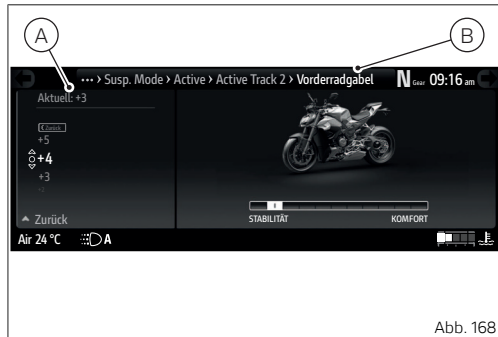 A
B
••• › Susp. Mode › Active › Active Track 2 › Vorderradgabel
N Gear 09:16 am
Aktuell: +3
Zurück
+5
+4
+3
+2
Zurück
STABILITÄT
KOMFORT
Air 24 °C
A
Abb. 168